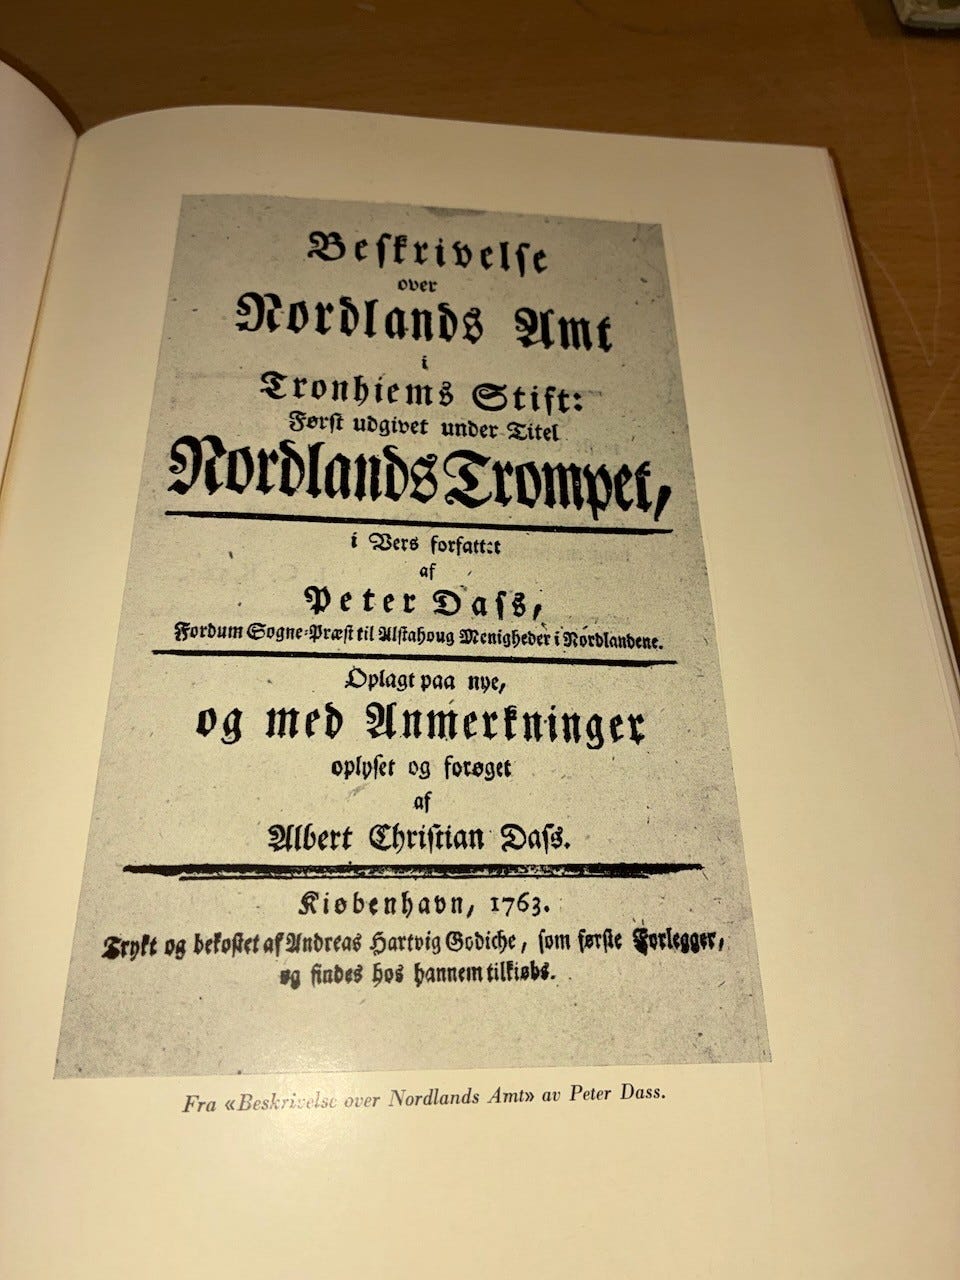 Beskrivelse
over
Nordlands Amt
i
Tronhiems Stift:
Først udgivet under Titel
Nordlands Trompet,
i Vers forfattet
af
Peter Dass,
Fordum Sogne-Præst til Alstahoug Menigheder i Nordlandene.
Oplagt paa nye,
og med Anmerkninger
oplyset og forøget
af
Albert Christian Dass.
Kiøbenhavn, 1763.
Trykt og bekostet af Andreas Hartvig Godiche, som første Forlegger,
og findes hos hannem tilkiøbs.
Fra «Beskrivelse over Nordlands Amt» av Peter Dass.